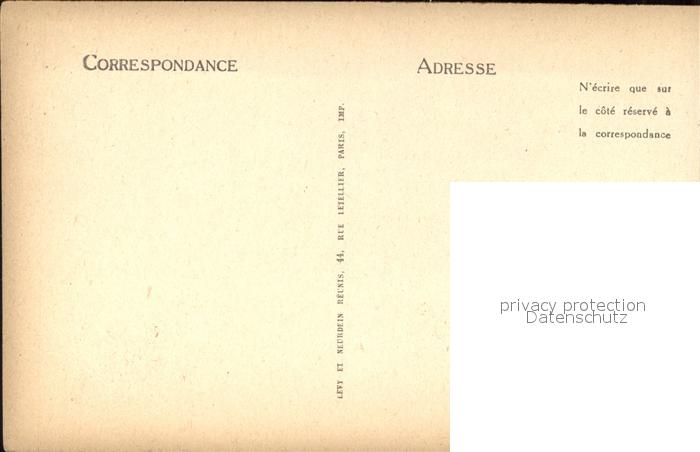 CORRESPONDANCE
ADRESSE
N'écrire que sur
le côté réservé à
la correspondance
LÉVY ET NEURDEIN RÉUNIS, 44, RUE LETELLIER, PARIS, IMP.
privacy protection
Datenschutz